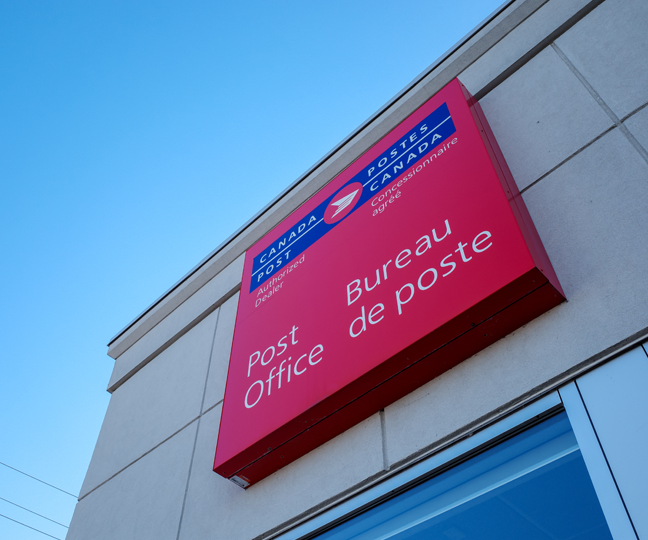 CANADA
POST
POSTES
CANADA
Authorized
Dealer
Concessionnaire
agréé
Post
Office
Bureau
de poste